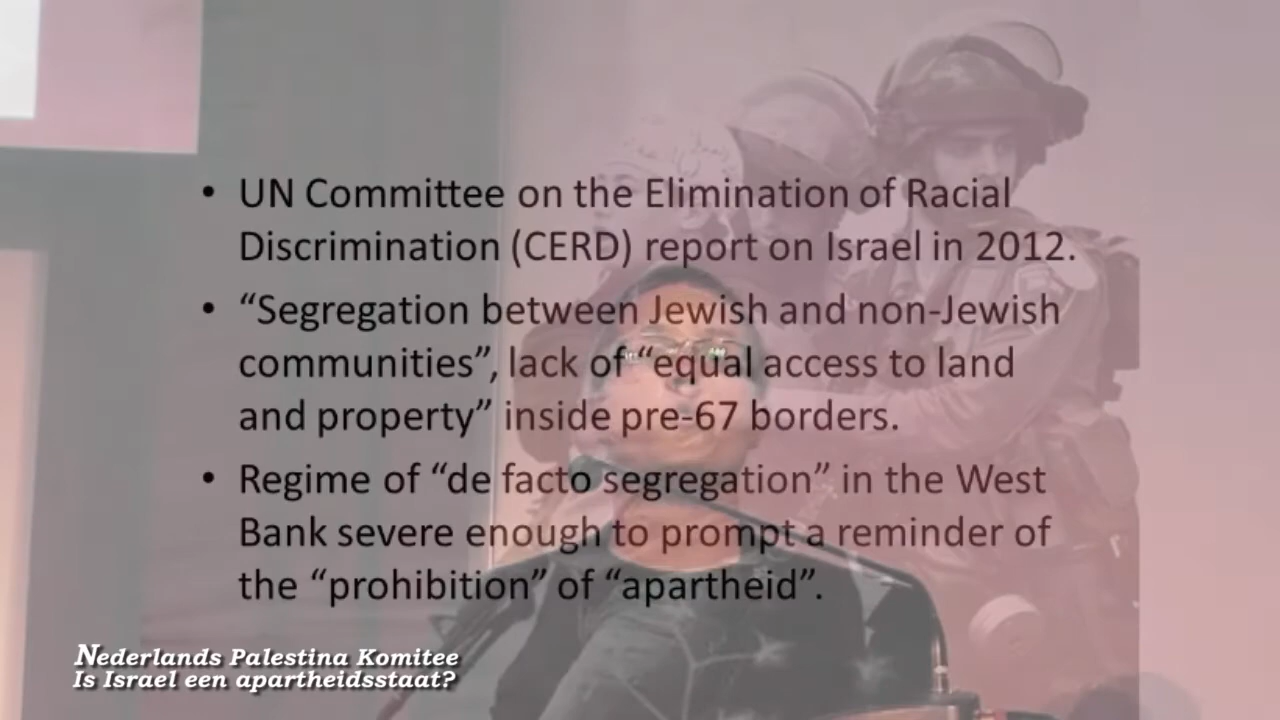 • UN Committee on the Elimination of Racial
Discrimination (CERD) report on Israel in 2012.
• “Segregation between Jewish and non-Jewish
communities”, lack of “equal access to land
and property” inside pre-67 borders.
• Regime of “de facto segregation” in the West
Bank severe enough to prompt a reminder of
the “prohibition” of “apartheid”.
Nederlands Palestina Komitee
Is Israel een apartheidsstaat?